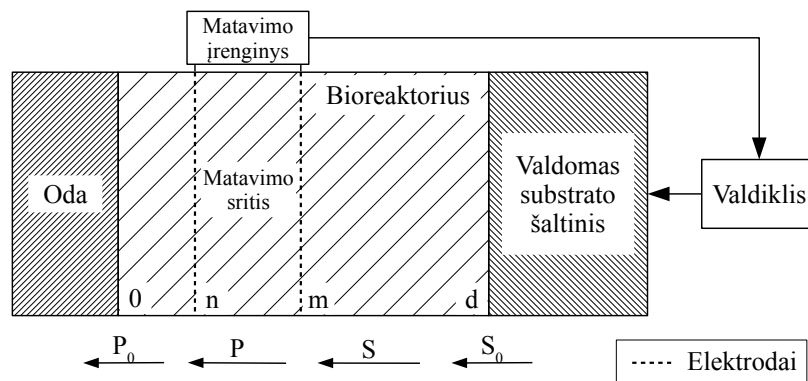 Matavimo
įrenginys
Bioreaktorius
Oda
Matavimo
sritis
Valdomas
substrato
šaltinis
Valdiklis
0
n
m
d
P₀
P
S
S₀
Elektrodai